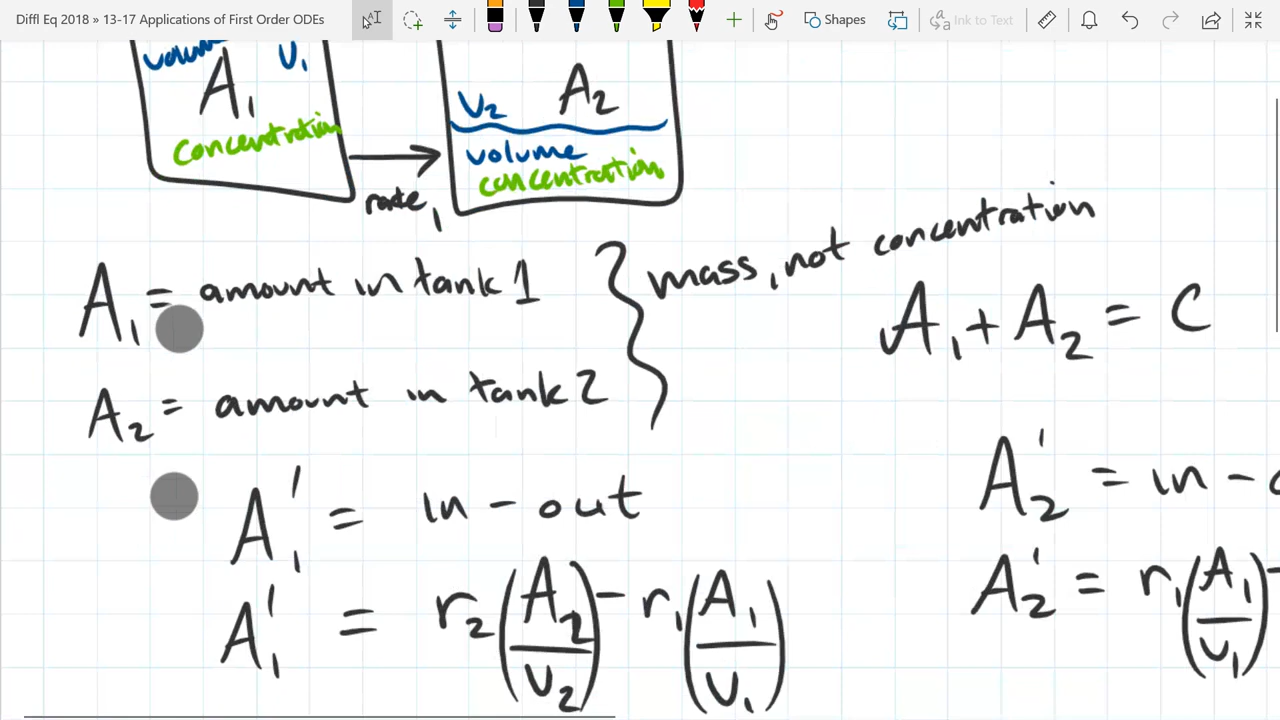 Diffl Eq 2018 » 13-17 Applications of First Order ODEs
Shapes
Ink to Text
volume V₁
A₁
concentration
V₂ A₂
volume
concentration
rate₁
mass, not concentration
A₁ = amount in tank 1
A₁ + A₂ = C
A₂ = amount in tank 2
A₁' = in - out
A₂' = in -
A₁' = r₂(A₂/V₂) - r₁(A₁/V₁)
A₂' = r₁(A₁/V₁) -